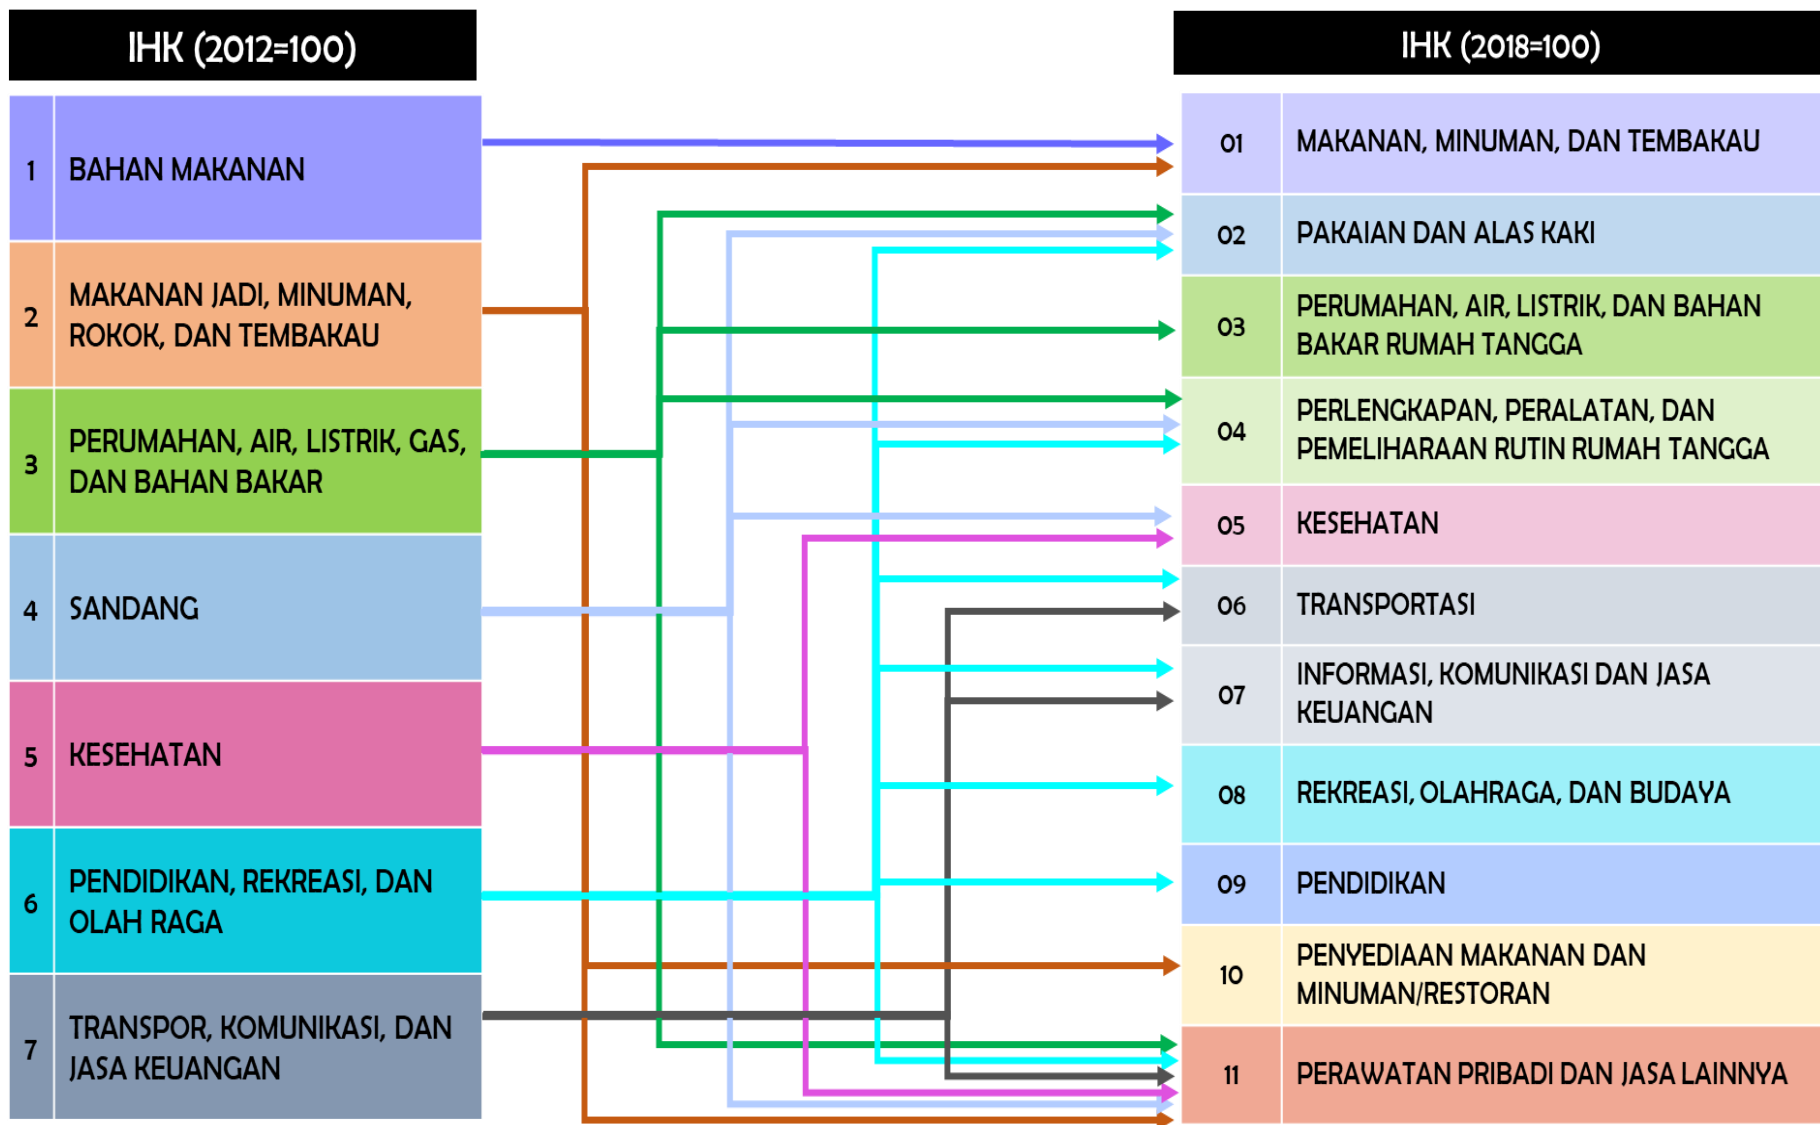 IHK (2012=100)
1 BAHAN MAKANAN
2 MAKANAN JADI, MINUMAN,
ROKOK, DAN TEMBAKAU
3 PERUMAHAN, AIR, LISTRIK, GAS,
DAN BAHAN BAKAR
4 SANDANG
5 KESEHATAN
6 PENDIDIKAN, REKREASI, DAN
OLAH RAGA
7 TRANSPOR, KOMUNIKASI, DAN
JASA KEUANGAN
IHK (2018=100)
01 MAKANAN, MINUMAN, DAN TEMBAKAU
02 PAKAIAN DAN ALAS KAKI
03 PERUMAHAN, AIR, LISTRIK, DAN BAHAN
BAKAR RUMAH TANGGA
04 PERLENGKAPAN, PERALATAN, DAN
PEMELIHARAAN RUTIN RUMAH TANGGA
05 KESEHATAN
06 TRANSPORTASI
07 INFORMASI, KOMUNIKASI DAN JASA
KEUANGAN
08 REKREASI, OLAHRAGA, DAN BUDAYA
09 PENDIDIKAN
10 PENYEDIAAN MAKANAN DAN
MINUMAN/RESTORAN
11 PERAWATAN PRIBADI DAN JASA LAINNYA